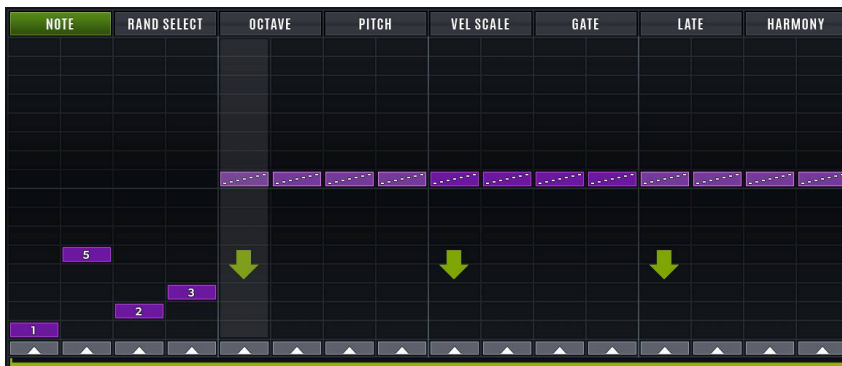 NOTE RAND SELECT OCTAVE PITCH VEL SCALE GATE LATE HARMONY
5
3
2
1